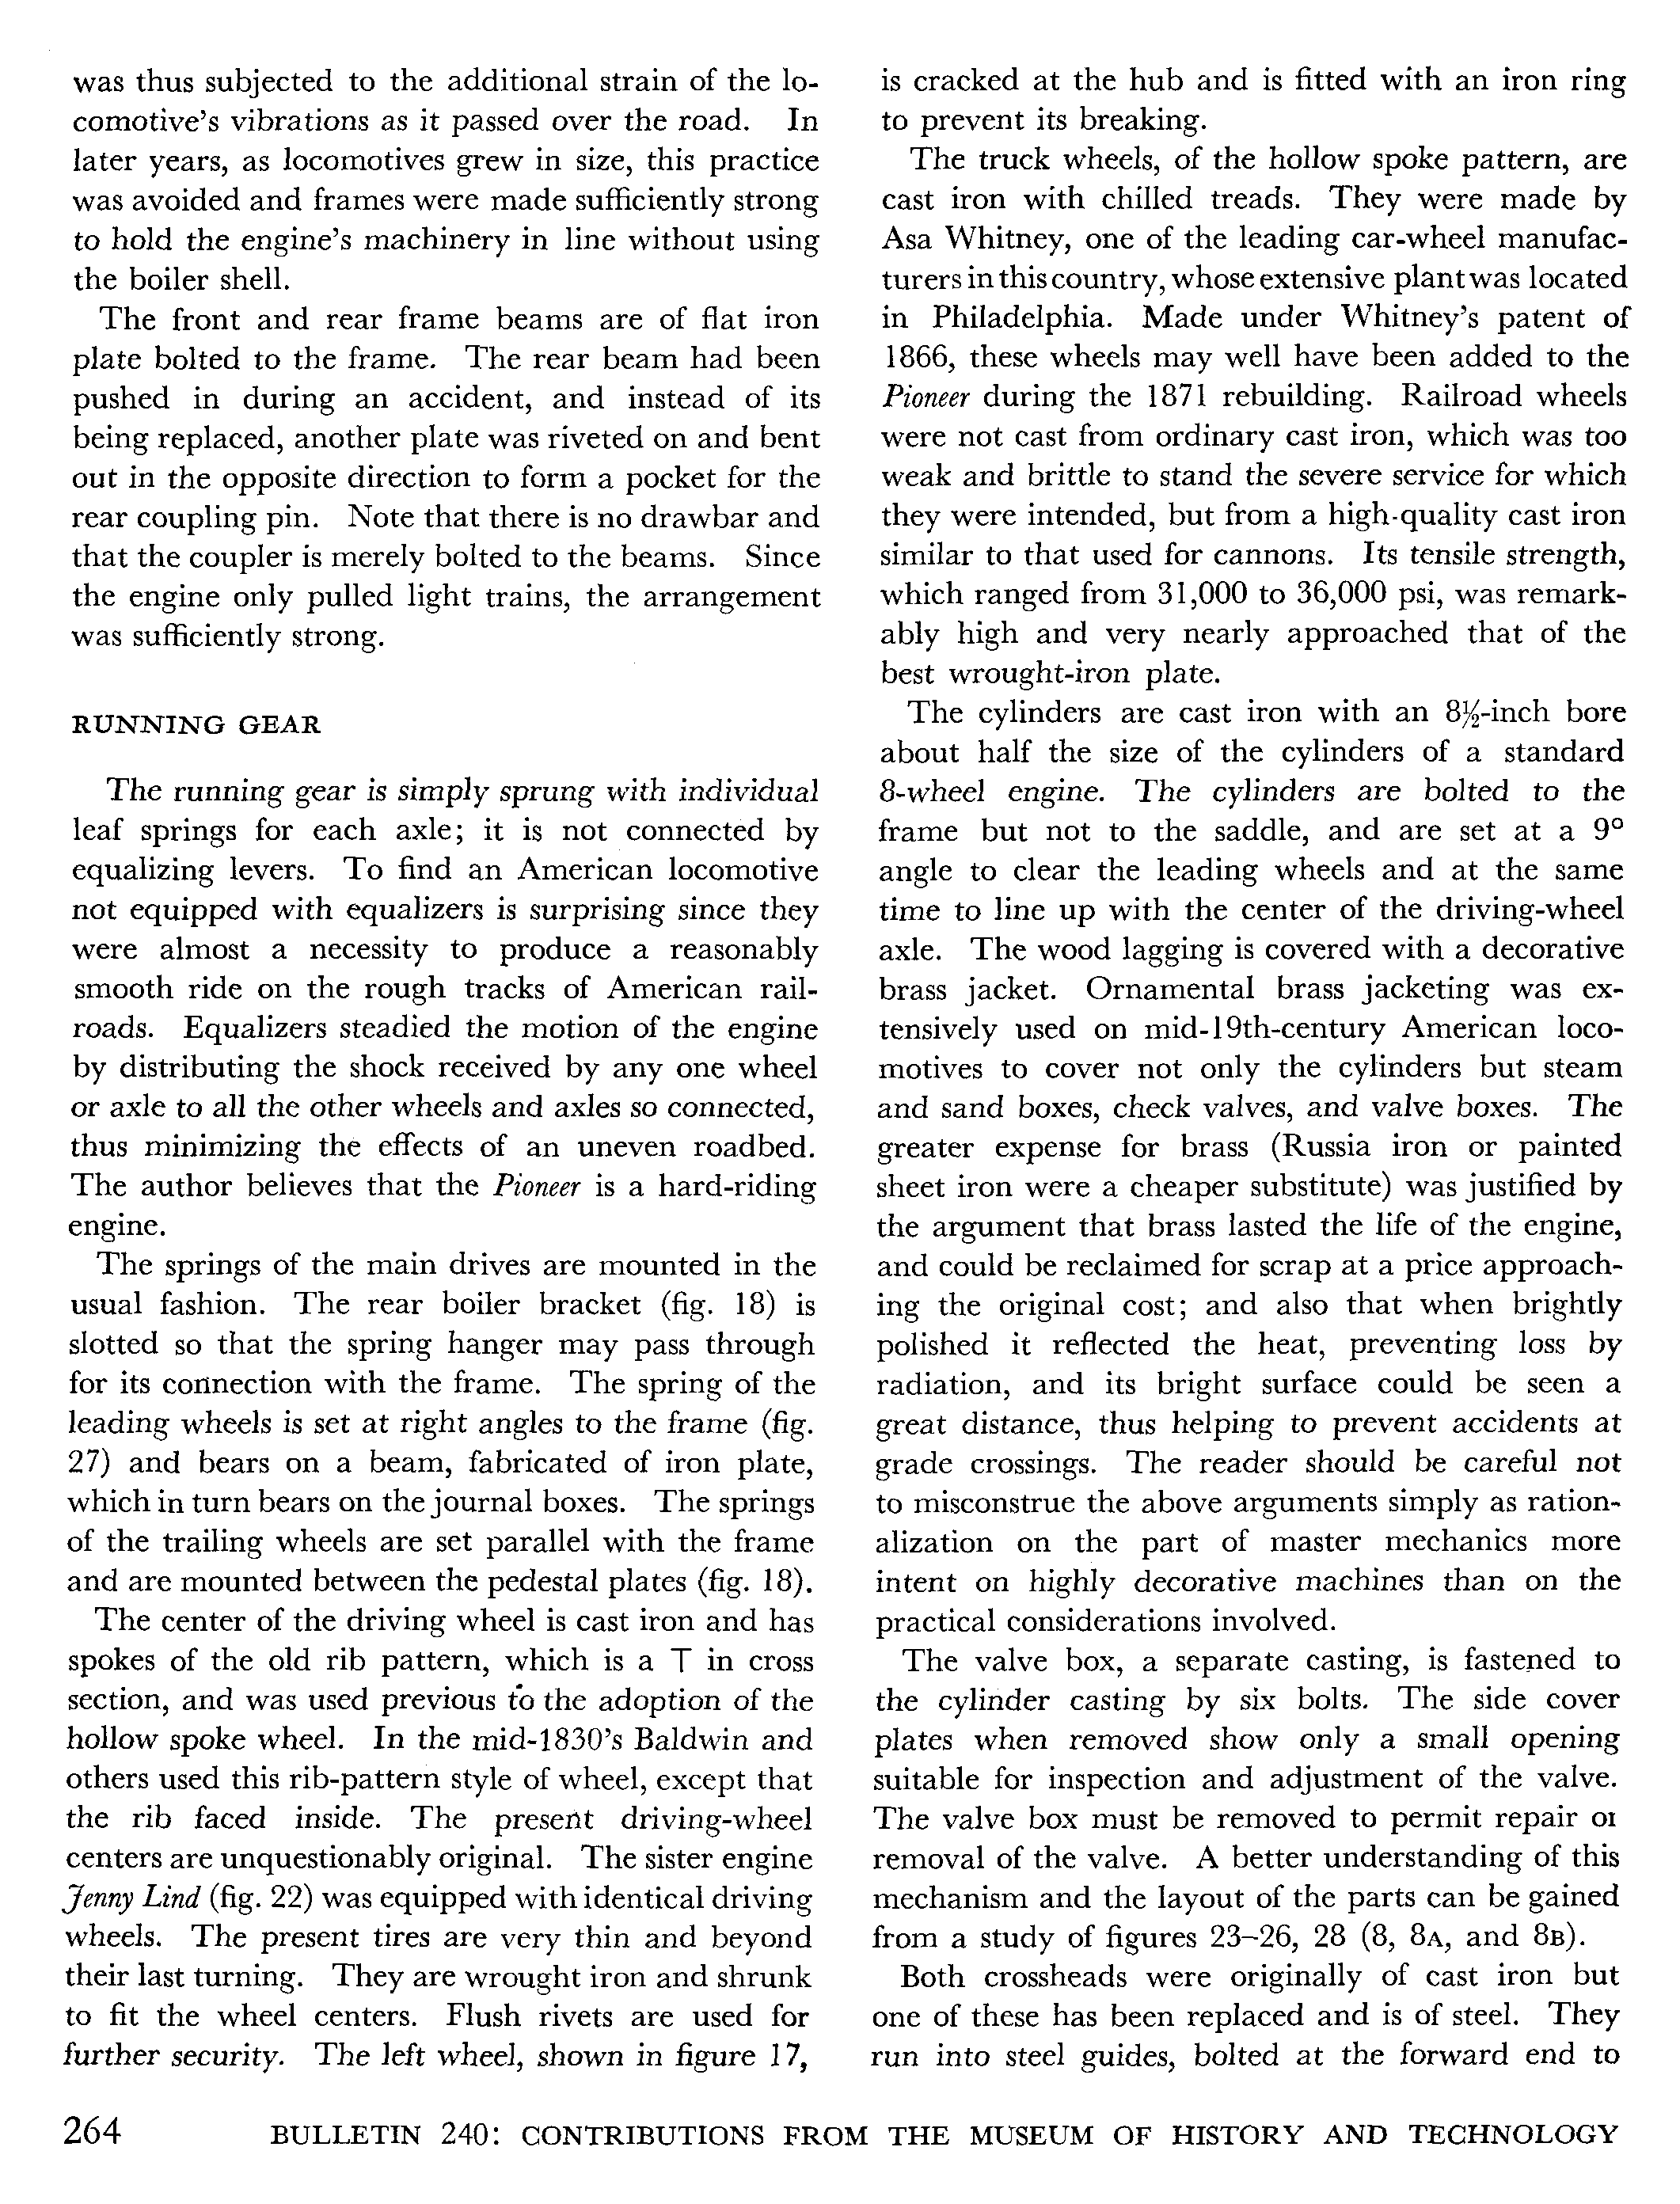 was thus subjected to the additional strain of the lo-
comotive's vibrations as it passed over the road. In
later years, as locomotives grew in size, this practice
was avoided and frames were made sufficiently strong
to hold the engine's machinery in line without using
the boiler shell.
The front and rear frame beams are of flat iron
plate bolted to the frame. The rear beam had been
pushed in during an accident, and instead of its
being replaced, another plate was riveted on and bent
out in the opposite direction to form a pocket for the
rear coupling pin. Note that there is no drawbar and
that the coupler is merely bolted to the beams. Since
the engine only pulled light trains, the arrangement
was sufficiently strong.
RUNNING GEAR
The running gear is simply sprung with individual
leaf springs for each axle; it is not connected by
equalizing levers. To find an American locomotive
not equipped with equalizers is surprising since they
were almost a necessity to produce a reasonably
smooth ride on the rough tracks of American rail-
roads. Equalizers steadied the motion of the engine
by distributing the shock received by any one wheel
or axle to all the other wheels and axles so connected,
thus minimizing the effects of an uneven roadbed.
The author believes that the Pioneer is a hard-riding
engine.
The springs of the main drives are mounted in the
usual fashion. The rear boiler bracket (fig. 18) is
slotted so that the spring hanger may pass through
for its connection with the frame. The spring of the
leading wheels is set at right angles to the frame (fig.
27) and bears on a beam, fabricated of iron plate,
which in turn bears on the journal boxes. The springs
of the trailing wheels are set parallel with the frame
and are mounted between the pedestal plates (fig. 18).
The center of the driving wheel is cast iron and has
spokes of the old rib pattern, which is a T in cross
section, and was used previous to the adoption of the
hollow spoke wheel. In the mid-1830's Baldwin and
others used this rib-pattern style of wheel, except that
the rib faced inside. The present driving-wheel
centers are unquestionably original. The sister engine
Jenny Lind (fig. 22) was equipped with identical driving
wheels. The present tires are very thin and beyond
their last turning. They are wrought iron and shrunk
to fit the wheel centers. Flush rivets are used for
further security. The left wheel, shown in figure 17,
is cracked at the hub and is fitted with an iron ring
to prevent its breaking.
The truck wheels, of the hollow spoke pattern, are
cast iron with chilled treads. They were made by
Asa Whitney, one of the leading car-wheel manufac-
turers in this country, whose extensive plant was located
in Philadelphia. Made under Whitney's patent of
1866, these wheels may well have been added to the
Pioneer during the 1871 rebuilding. Railroad wheels
were not cast from ordinary cast iron, which was too
weak and brittle to stand the severe service for which
they were intended, but from a high-quality cast iron
similar to that used for cannons. Its tensile strength,
which ranged from 31,000 to 36,000 psi, was remark-
ably high and very nearly approached that of the
best wrought-iron plate.
The cylinders are cast iron with an 8½-inch bore
about half the size of the cylinders of a standard
8-wheel engine. The cylinders are bolted to the
frame but not to the saddle, and are set at a 9°
angle to clear the leading wheels and at the same
time to line up with the center of the driving-wheel
axle. The wood lagging is covered with a decorative
brass jacket. Ornamental brass jacketing was ex-
tensively used on mid-19th-century American loco-
motives to cover not only the cylinders but steam
and sand boxes, check valves, and valve boxes. The
greater expense for brass (Russia iron or painted
sheet iron were a cheaper substitute) was justified by
the argument that brass lasted the life of the engine,
and could be reclaimed for scrap at a price approach-
ing the original cost; and also that when brightly
polished it reflected the heat, preventing loss by
radiation, and its bright surface could be seen a
great distance, thus helping to prevent accidents at
grade crossings. The reader should be careful not
to misconstrue the above arguments simply as ration-
alization on the part of master mechanics more
intent on highly decorative machines than on the
practical considerations involved.
The valve box, a separate casting, is fastened to
the cylinder casting by six bolts. The side cover
plates when removed show only a small opening
suitable for inspection and adjustment of the valve.
The valve box must be removed to permit repair or
removal of the valve. A better understanding of this
mechanism and the layout of the parts can be gained
from a study of figures 23–26, 28 (8, 8A, and 8B).
Both crossheads were originally of cast iron but
one of these has been replaced and is of steel. They
run into steel guides, bolted at the forward end to
264 BULLETIN 240: CONTRIBUTIONS FROM THE MUSEUM OF HISTORY AND TECHNOLOGY